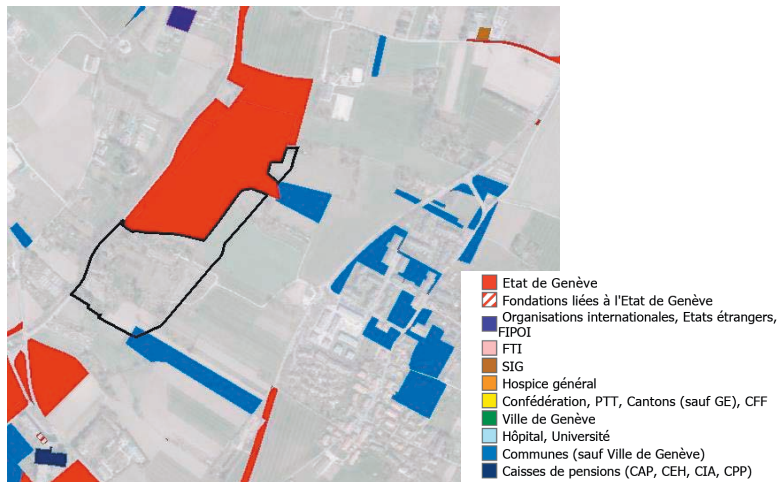 Etat de Genève
Fondations liées à l'Etat de Genève
Organisations internationales, Etats étrangers,
FIPOI
FTI
SIG
Hospice général
Confédération, PTT, Cantons (sauf GE), CFF
Ville de Genève
Hôpital, Université
Communes (sauf Ville de Genève)
Caisses de pensions (CAP, CEH, CIA, CPP)